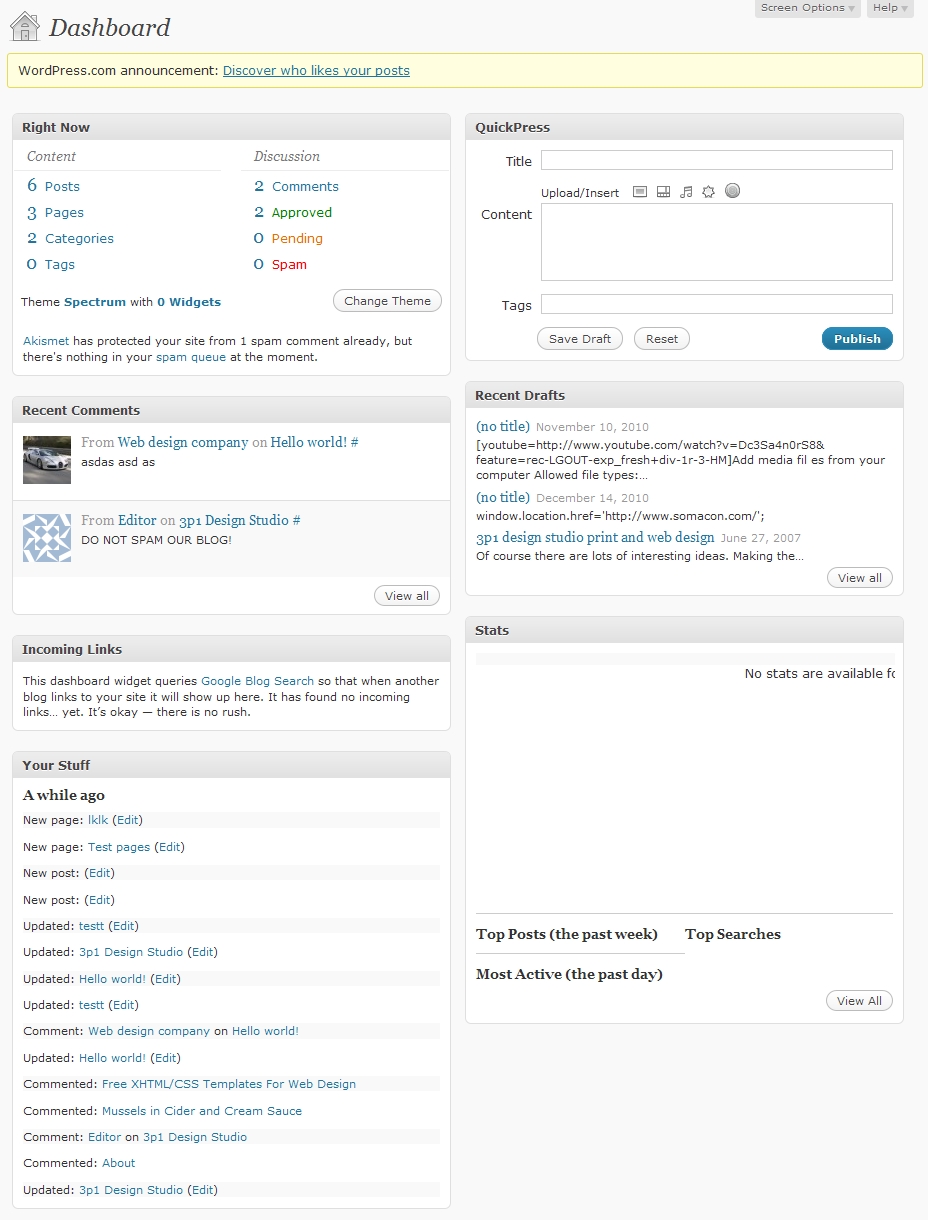 Screen Options
Help
Dashboard
WordPress.com announcement: Discover who likes your posts
Right Now
Content
6 Posts
3 Pages
2 Categories
0 Tags
Discussion
2 Comments
2 Approved
0 Pending
0 Spam
Theme Spectrum with 0 Widgets
Change Theme
Akismet has protected your site from 1 spam comment already, but
there's nothing in your spam queue at the moment.
Recent Comments
From Web design company on Hello world! #
asdas asd as
From Editor on 3p1 Design Studio #
DO NOT SPAM OUR BLOG!
View all
Incoming Links
This dashboard widget queries Google Blog Search so that when another
blog links to your site it will show up here. It has found no incoming
links… yet. It’s okay — there is no rush.
Your Stuff
A while ago
New page: lklk (Edit)
New page: Test pages (Edit)
New post: (Edit)
New post: (Edit)
Updated: testt (Edit)
Updated: 3p1 Design Studio (Edit)
Updated: Hello world! (Edit)
Updated: testt (Edit)
Comment: Web design company on Hello world!
Updated: Hello world! (Edit)
Commented: Free XHTML/CSS Templates For Web Design
Commented: Mussels in Cider and Cream Sauce
Comment: Editor on 3p1 Design Studio
Commented: About
Updated: 3p1 Design Studio (Edit)
QuickPress
Title
Upload/Insert
Content
Tags
Save Draft
Reset
Publish
Recent Drafts
(no title) November 10, 2010
[youtube=http://www.youtube.com/watch?v=Dc3Sa4n0rS8&
feature=rec-LGOUT-exp_fresh+div-1r-3-HM]Add media fil es from your
computer Allowed file types:…
(no title) December 14, 2010
window.location.href='http://www.somacon.com/';
3p1 design studio print and web design June 27, 2007
Of course there are lots of interesting ideas. Making the…
View all
Stats
No stats are available fo
Top Posts (the past week)
Top Searches
Most Active (the past day)
View All